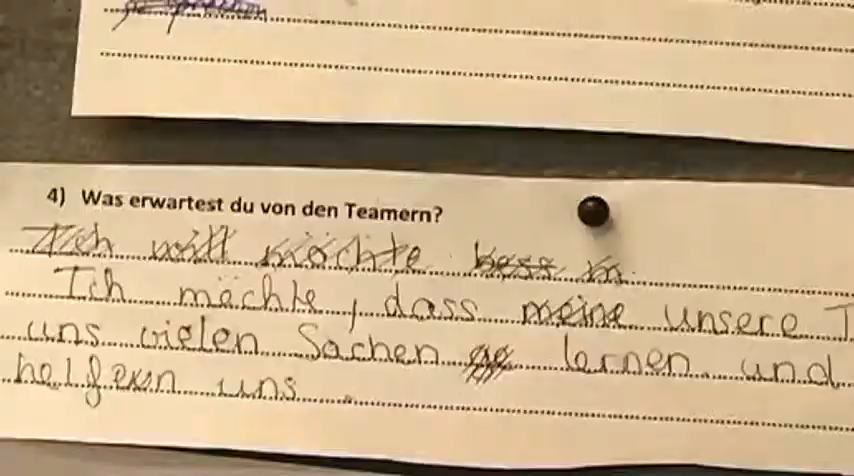 4) Was erwartest du von den Teamern?
Ich will möchte
Ich möchte, dass meine unsere T
uns vielen Sachen lernen und
helfen uns.